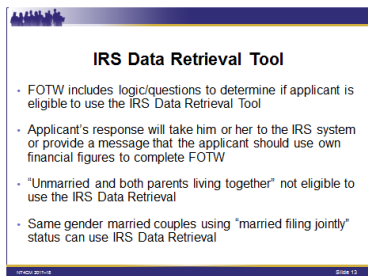 IRS Data Retrieval Tool
• FOTW includes logic/questions to determine if applicant is
eligible to use the IRS Data Retrieval Tool
• Applicant's response will take him or her to the IRS system
or provide a message that the applicant should use own
financial figures to complete FOTW
• "Unmarried and both parents living together" not eligible to
use the IRS Data Retrieval
• Same gender married couples using "married filing jointly"
status can use IRS Data Retrieval
Slide 13